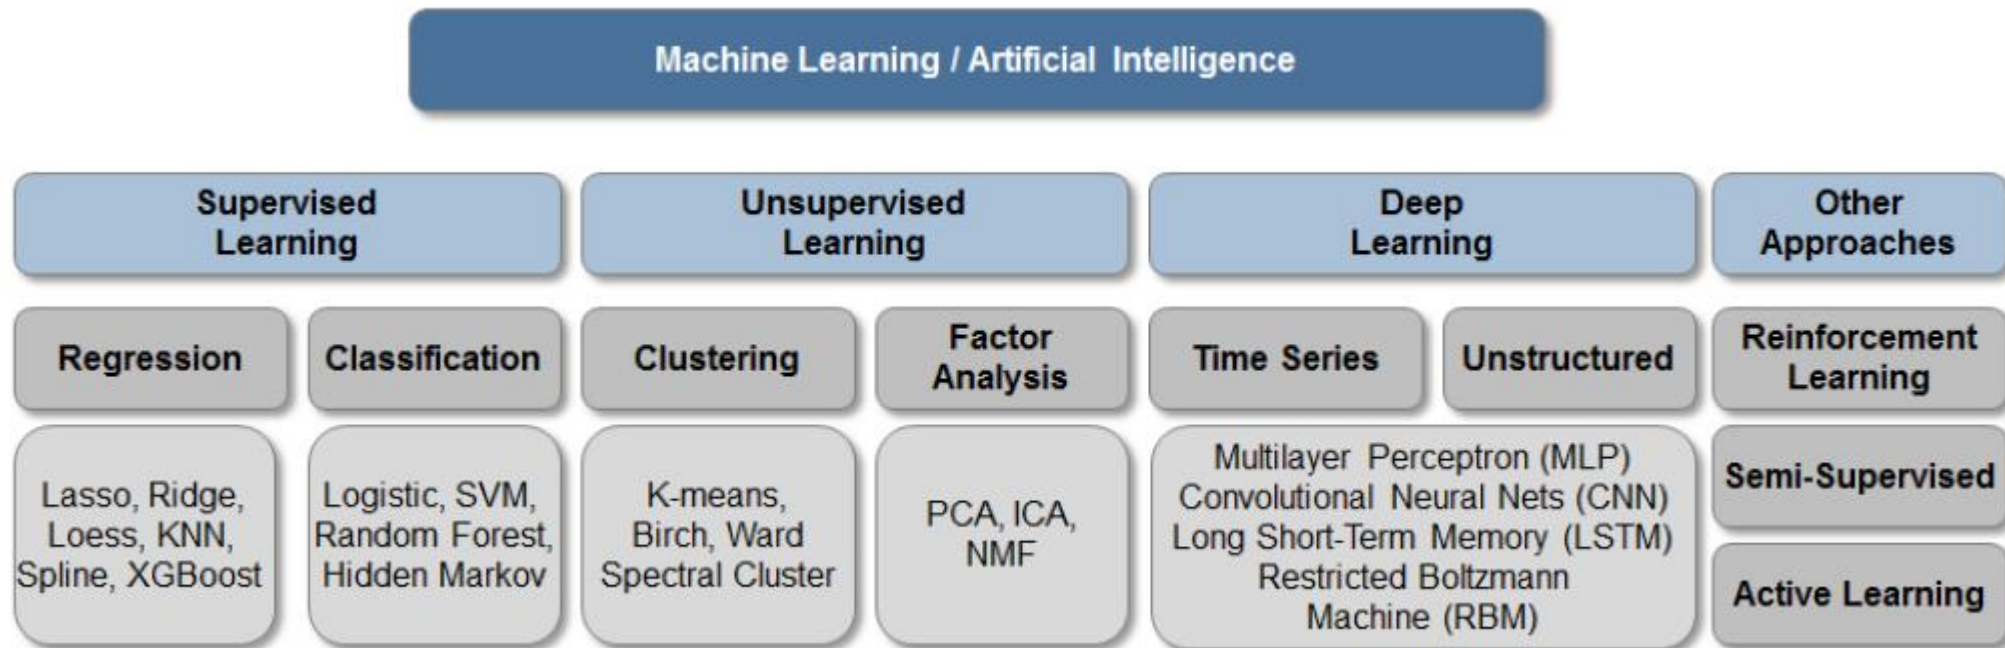 Machine Learning / Artificial Intelligence
Supervised
Learning
Unsupervised
Learning
Deep
Learning
Other
Approaches
Regression
Classification
Clustering
Factor
Analysis
Time Series
Unstructured
Reinforcement
Learning
Lasso, Ridge,
Loess, KNN,
Spline, XGBoost
Logistic, SVM,
Random Forest,
Hidden Markov
K-means,
Birch, Ward
Spectral Cluster
PCA, ICA,
NMF
Multilayer Perceptron (MLP)
Convolutional Neural Nets (CNN)
Long Short-Term Memory (LSTM)
Restricted Boltzmann
Machine (RBM)
Semi-Supervised
Active Learning